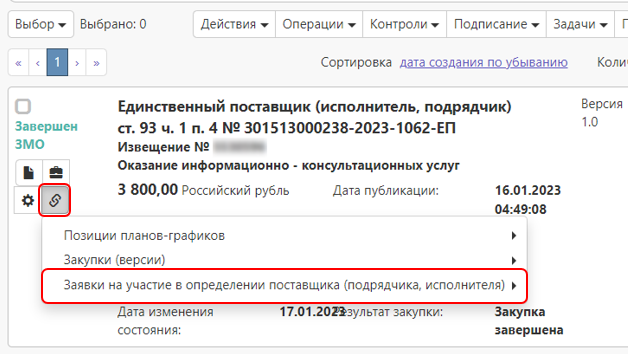 Выбор Выбрано: 0 Действия Операции Контроли Подписание Задачи
« ‹ 1 › » Сортировка дата создания по убыванию
Единственный поставщик (исполнитель, подрядчик) Версия
ст. 93 ч. 1 п. 4 № 301513000238-2023-1062-ЕП 1.0
Завершен
ЗМО
Извещение №
Оказание информационно - консультационных услуг
3 800,00 Российский рубль Дата публикации: 16.01.2023
04:49:08
Позиции планов-графиков
Закупки (версии)
Заявки на участие в определении поставщика (подрядчика, исполнителя)
Дата изменения 17.01.2023 Результат закупки: Закупка
состояния: завершена